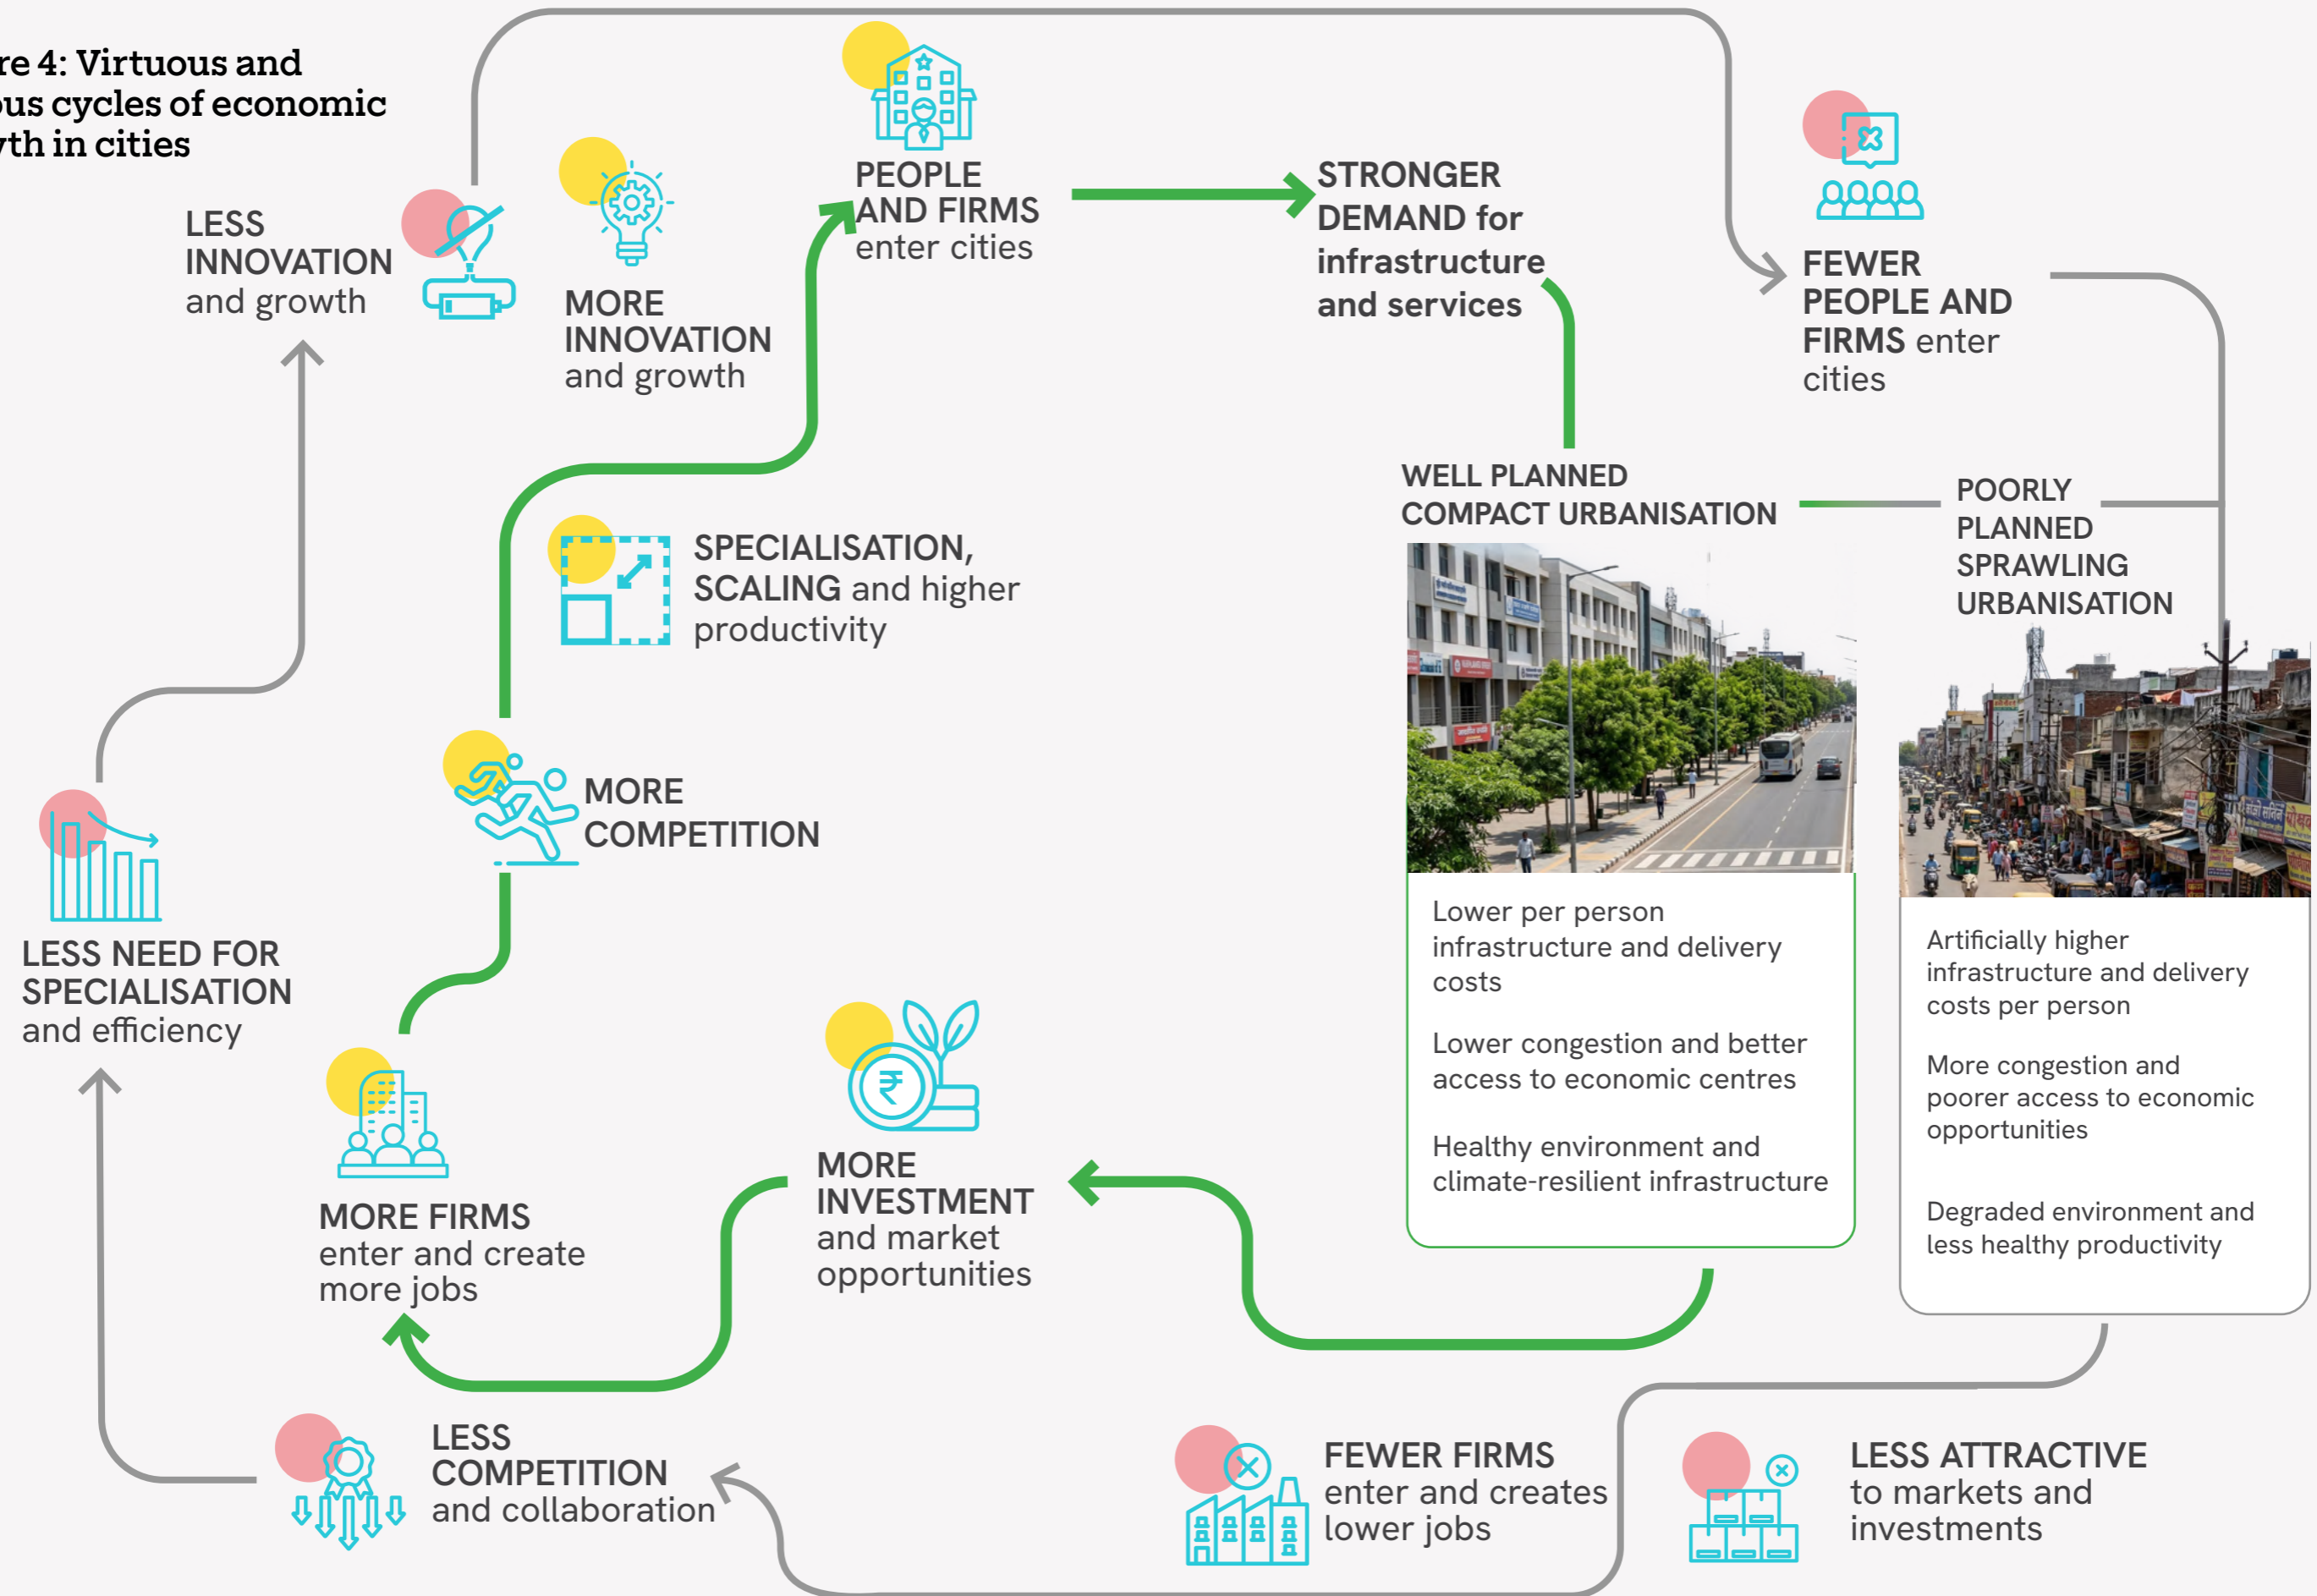 re 4: Virtuous and
ous cycles of economic
th in cities
LESS
INNOVATION
and growth
MORE
INNOVATION
and growth
PEOPLE
AND FIRMS
enter cities
STRONGER
DEMAND for
infrastructure
and services
FEWER
PEOPLE AND
FIRMS enter
cities
WELL PLANNED
COMPACT URBANISATION
POORLY
PLANNED
SPRAWLING
URBANISATION
SPECIALISATION,
SCALING and higher
productivity
MORE
COMPETITION
LESS NEED FOR
SPECIALISATION
and efficiency
Lower per person
infrastructure and delivery
costs
Lower congestion and better
access to economic centres
Healthy environment and
climate-resilient infrastructure
Artificially higher
infrastructure and delivery
costs per person
More congestion and
poorer access to economic
opportunities
Degraded environment and
less healthy productivity
₹
MORE
INVESTMENT
and market
opportunities
MORE FIRMS
enter and create
more jobs
LESS
COMPETITION
and collaboration
FEWER FIRMS
enter and creates
lower jobs
LESS ATTRACTIVE
to markets and
investments